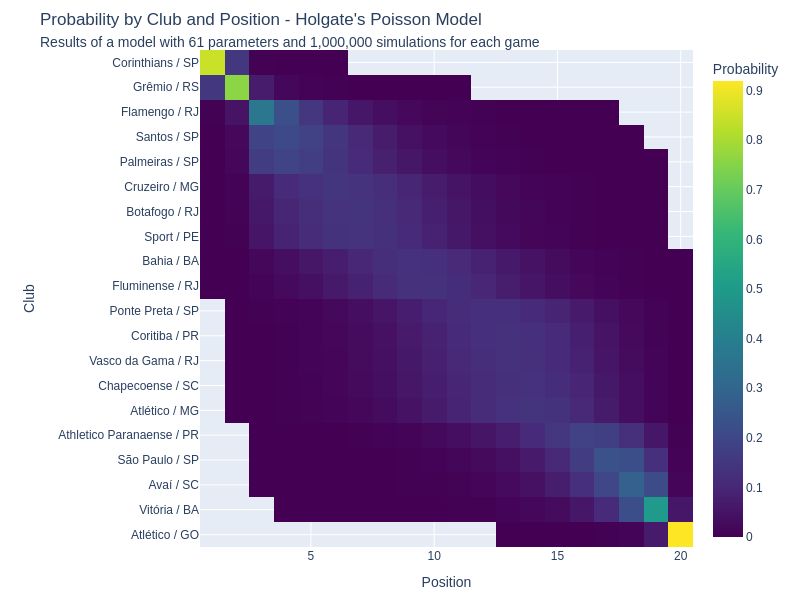 Probability by Club and Position - Holgate's Poisson Model
Results of a model with 61 parameters and 1,000,000 simulations for each game
Probability
Club
Corinthians / SP
Grêmio / RS
Flamengo / RJ
Santos / SP
Palmeiras / SP
Cruzeiro / MG
Botafogo / RJ
Sport / PE
Bahia / BA
Fluminense / RJ
Ponte Preta / SP
Coritiba / PR
Vasco da Gama / RJ
Chapecoense / SC
Atlético / MG
Athletico Paranaense / PR
São Paulo / SP
Avaí / SC
Vitória / BA
Atlético / GO
5 10 15 20
Position
0.9
0.8
0.7
0.6
0.5
0.4
0.3
0.2
0.1
0